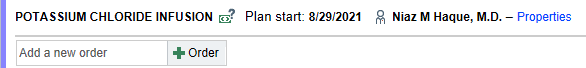 POTASSIUM CHLORIDE INFUSION Plan start: 8/29/2021 Niaz M Haque, M.D. – Properties
Add a new order + Order